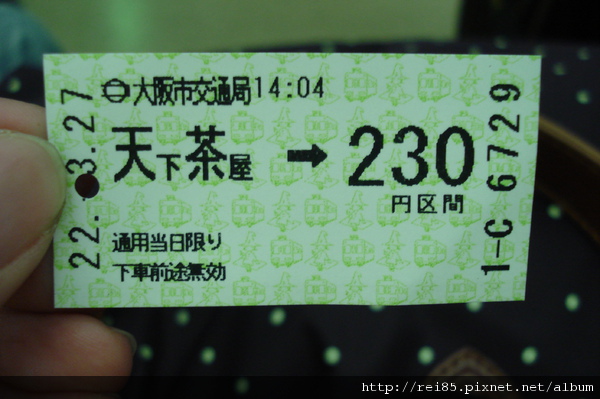 大阪市交通局14:04
天下茶屋 → 230
円区間
通用当日限り
下車前途無効
22.-3.27
1-C 6729
http://rei85.pixnet.net/album